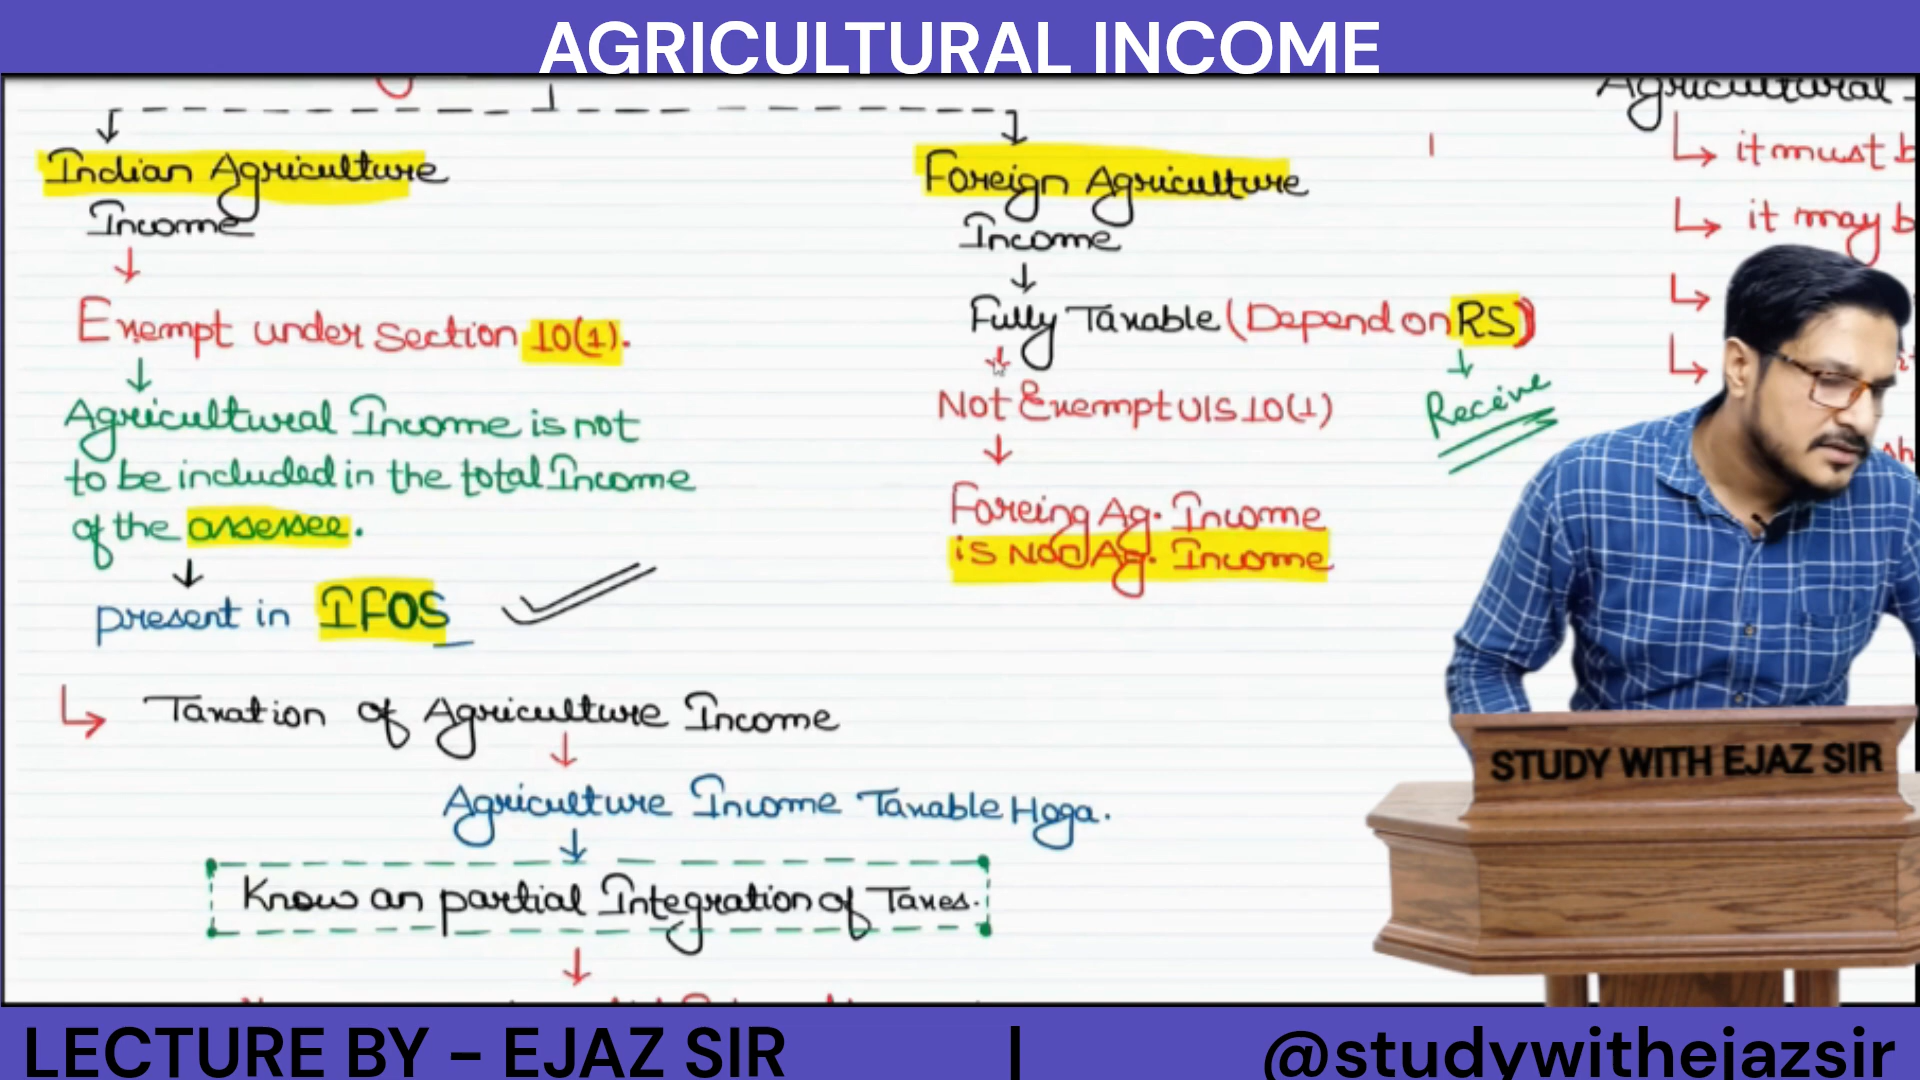 AGRICULTURAL INCOME
Indian Agriculture
Income
Exempt under section 10(1).
Agricultural Income is not
to be included in the total Income
of the assessee.
present in IFOS
Foreign Agriculture
Income
Fully Taxable (Depend on RS)
Receive
Not Exempt U/S 10(1)
Foreing Ag. Income
is Non Ag. Income
Agricultural
it must b
it may b
Taxation of Agriculture Income
Agriculture Income Taxable Hoga.
Know an partial Integration of Taxes.
STUDY WITH EJAZ SIR
LECTURE BY - EJAZ SIR | @studywithejazsir